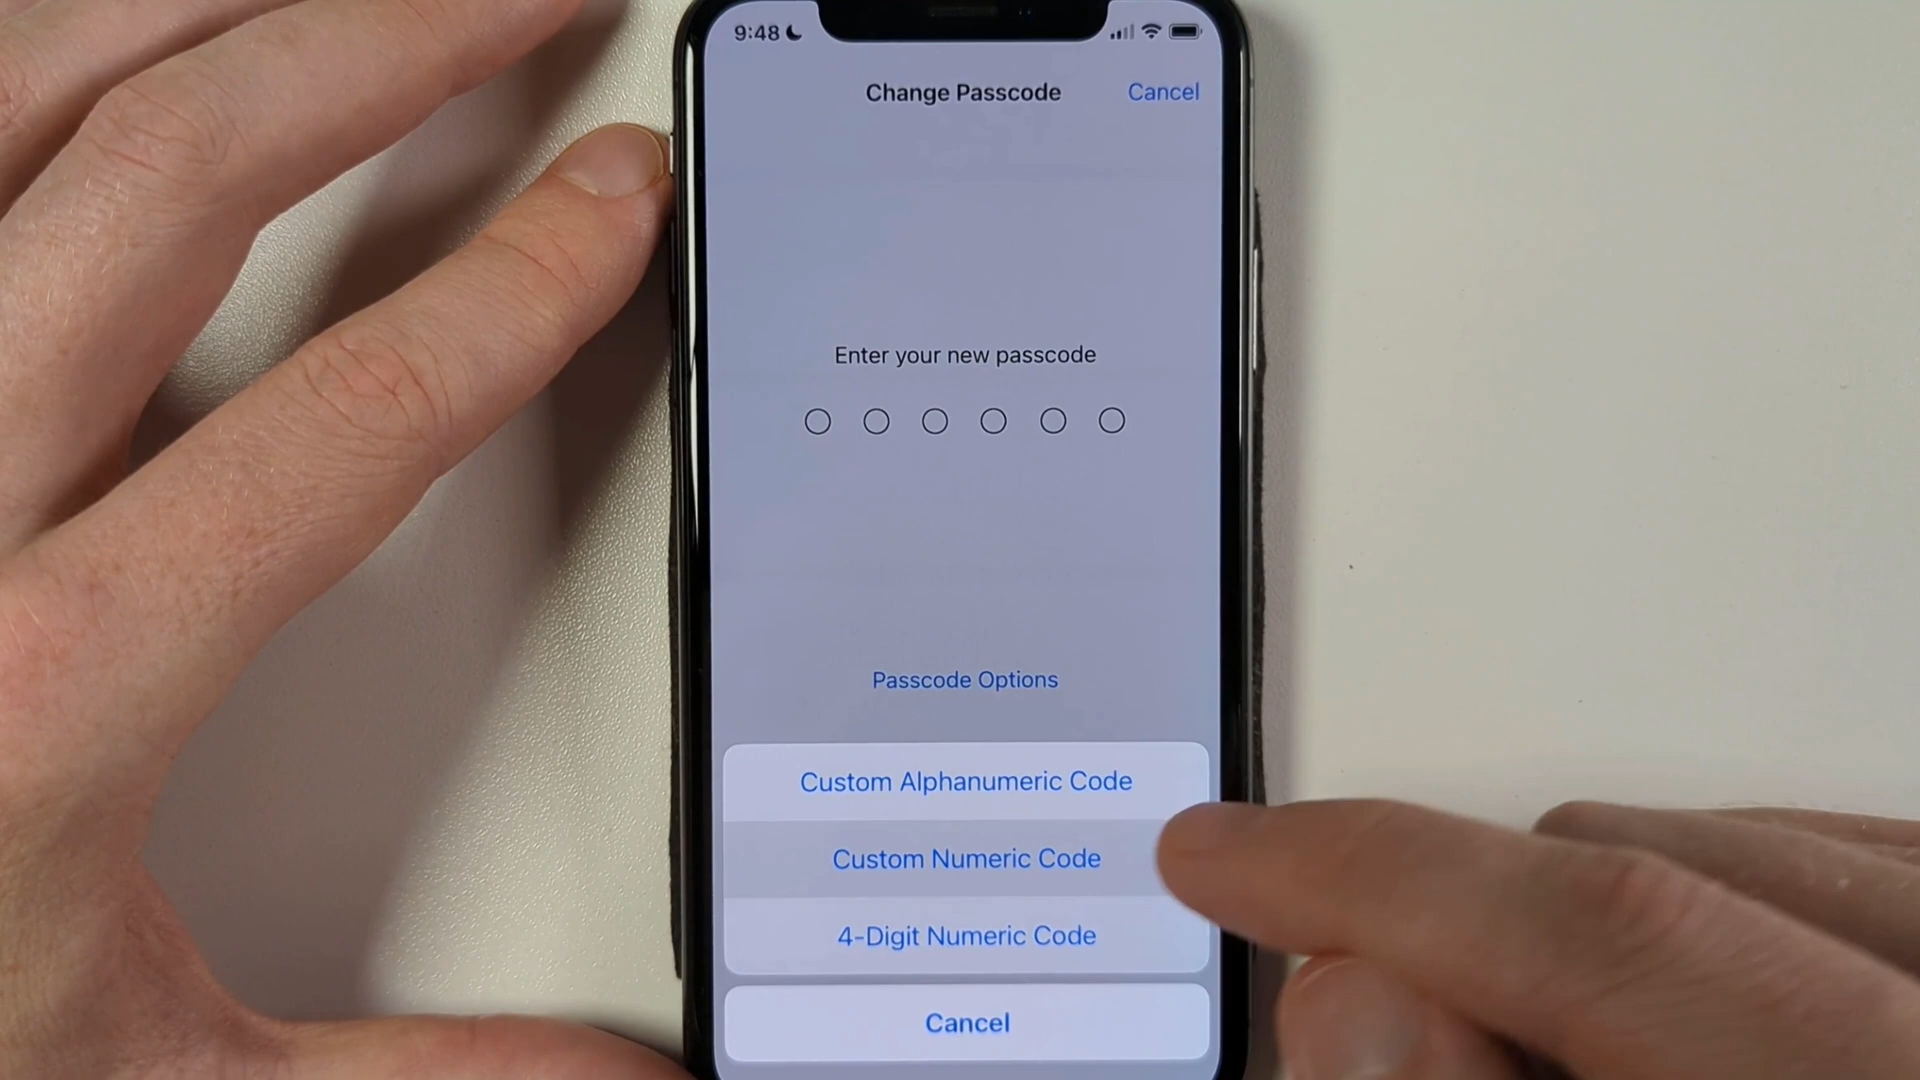 9:48
Change Passcode
Cancel
Enter your new passcode
Passcode Options
Custom Alphanumeric Code
Custom Numeric Code
4-Digit Numeric Code
Cancel